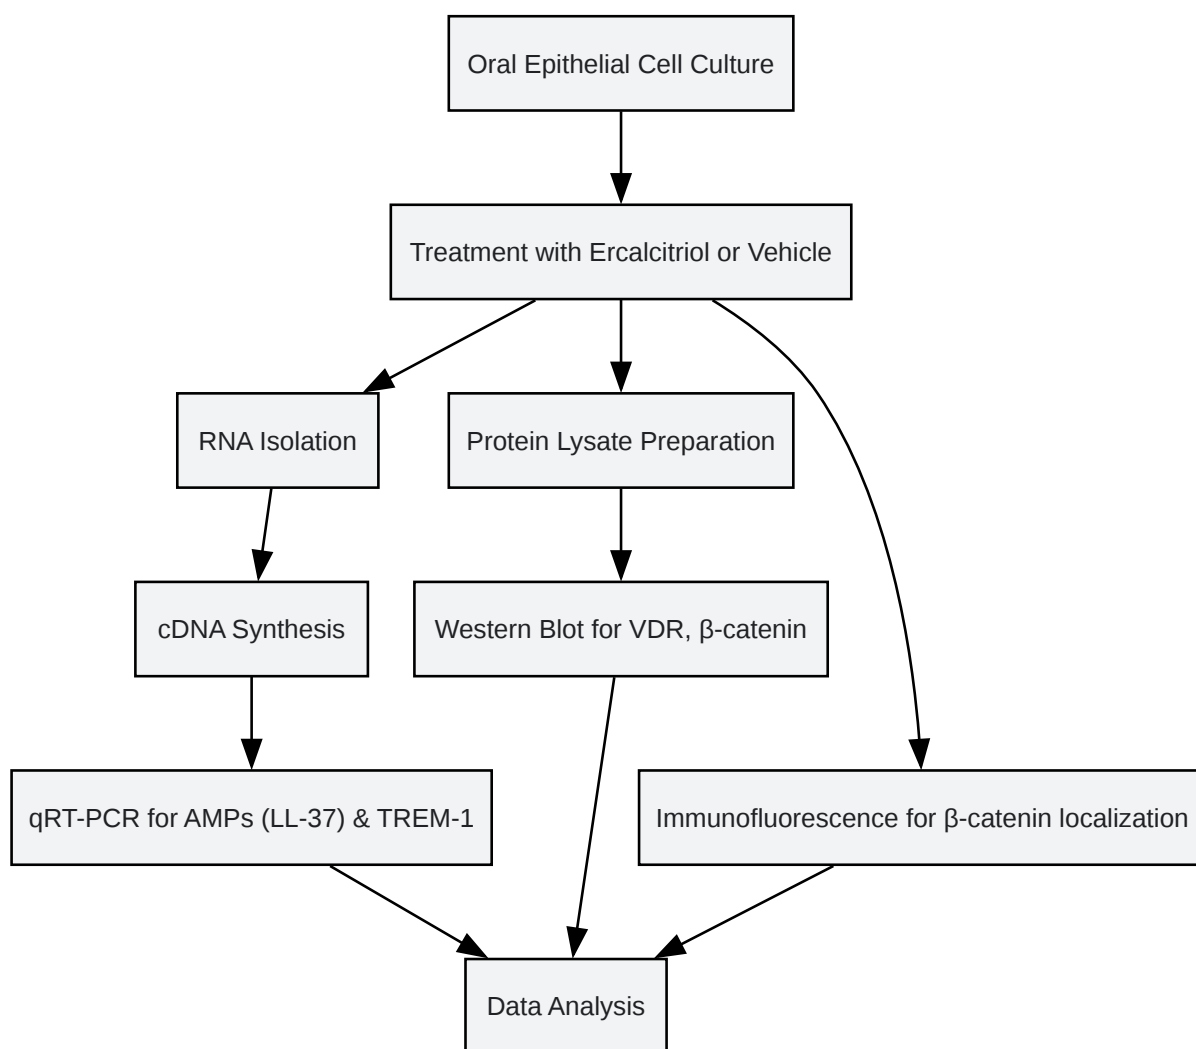 Oral Epithelial Cell Culture
Treatment with Ercalcitriol or Vehicle
RNA Isolation
Protein Lysate Preparation
cDNA Synthesis
Western Blot for VDR, β-catenin
qRT-PCR for AMPs (LL-37) & TREM-1
Immunofluorescence for β-catenin localization
Data Analysis